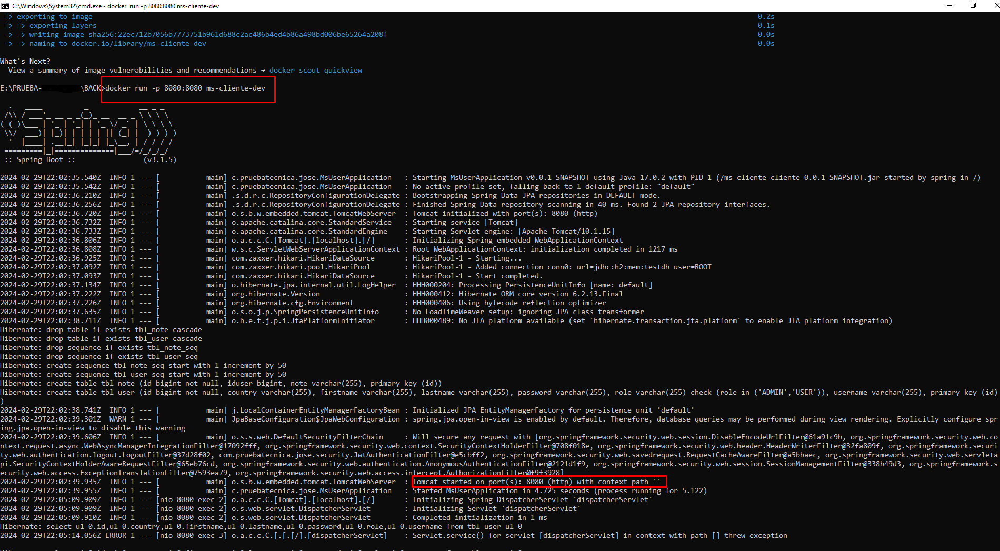 C:\Windows\System32\cmd.exe - docker  run -p 8080:8080 ms-cliente-dev
=> exporting to image 0.2s
=> => exporting layers 0.1s
=> => writing image sha256:22ec712b7056b7773751b961d688c2ac486b4ed4b86a498bd006be65264a208f 0.0s
=> => naming to docker.io/library/ms-cliente-dev 0.0s
What's Next?
View a summary of image vulnerabilities and recommendations → docker scout quickview
E:\PRUEBA- \BACK>docker run -p 8080:8080 ms-cliente-dev
:: Spring Boot ::                (v3.1.5)
2024-02-29T22:02:35.540Z  INFO 1 --- [           main] c.pruebatecnica.jose.MsUserApplication   : Starting MsUserApplication v0.0.1-SNAPSHOT using Java 17.0.2 with PID 1 (/ms-cliente-cliente-0.0.1-SNAPSHOT.jar started by spring in /)
2024-02-29T22:02:35.542Z  INFO 1 --- [           main] c.pruebatecnica.jose.MsUserApplication   : No active profile set, falling back to 1 default profile: "default"
2024-02-29T22:02:36.210Z  INFO 1 --- [           main] .s.d.r.c.RepositoryConfigurationDelegate : Bootstrapping Spring Data JPA repositories in DEFAULT mode.
2024-02-29T22:02:36.256Z  INFO 1 --- [           main] .s.d.r.c.RepositoryConfigurationDelegate : Finished Spring Data repository scanning in 40 ms. Found 2 JPA repository interfaces.
2024-02-29T22:02:36.720Z  INFO 1 --- [           main] o.s.b.w.embedded.tomcat.TomcatWebServer  : Tomcat initialized with port(s): 8080 (http)
2024-02-29T22:02:36.732Z  INFO 1 --- [           main] o.apache.catalina.core.StandardService   : Starting service [Tomcat]
2024-02-29T22:02:36.733Z  INFO 1 --- [           main] o.apache.catalina.core.StandardEngine    : Starting Servlet engine: [Apache Tomcat/10.1.15]
2024-02-29T22:02:36.806Z  INFO 1 --- [           main] o.a.c.c.C.[Tomcat].[localhost].[/]       : Initializing Spring embedded WebApplicationContext
2024-02-29T22:02:36.808Z  INFO 1 --- [           main] w.s.c.ServletWebServerApplicationContext : Root WebApplicationContext: initialization completed in 1217 ms
2024-02-29T22:02:36.925Z  INFO 1 --- [           main] com.zaxxer.hikari.HikariDataSource       : HikariPool-1 - Starting...
2024-02-29T22:02:37.092Z  INFO 1 --- [           main] com.zaxxer.hikari.pool.HikariPool        : HikariPool-1 - Added connection conn0: url=jdbc:h2:mem:testdb user=ROOT
2024-02-29T22:02:37.093Z  INFO 1 --- [           main] com.zaxxer.hikari.HikariDataSource       : HikariPool-1 - Start completed.
2024-02-29T22:02:37.134Z  INFO 1 --- [           main] o.hibernate.jpa.internal.util.LogHelper  : HHH000204: Processing PersistenceUnitInfo [name: default]
2024-02-29T22:02:37.222Z  INFO 1 --- [           main] org.hibernate.Version                    : HHH000412: Hibernate ORM core version 6.2.13.Final
2024-02-29T22:02:37.226Z  INFO 1 --- [           main] org.hibernate.cfg.Environment            : HHH000406: Using bytecode reflection optimizer
2024-02-29T22:02:37.635Z  INFO 1 --- [           main] o.s.o.j.p.SpringPersistenceUnitInfo      : No LoadTimeWeaver setup: ignoring JPA class transformer
2024-02-29T22:02:38.711Z  INFO 1 --- [           main] o.h.e.t.j.p.i.JtaPlatformInitiator       : HHH000489: No JTA platform available (set 'hibernate.transaction.jta.platform' to enable JTA platform integration)
Hibernate: drop table if exists tbl_note cascade
Hibernate: drop table if exists tbl_user cascade
Hibernate: drop sequence if exists tbl_note_seq
Hibernate: drop sequence if exists tbl_user_seq
Hibernate: create sequence tbl_note_seq start with 1 increment by 50
Hibernate: create sequence tbl_user_seq start with 1 increment by 50
Hibernate: create table tbl_note (id bigint not null, iduser bigint, note varchar(255), primary key (id))
Hibernate: create table tbl_user (id bigint not null, country varchar(255), firstname varchar(255), lastname varchar(255), password varchar(255), role varchar(255) check (role in ('ADMIN','USER')), username varchar(255), primary key (id)
)
2024-02-29T22:02:38.741Z  INFO 1 --- [           main] j.LocalContainerEntityManagerFactoryBean : Initialized JPA EntityManagerFactory for persistence unit 'default'
2024-02-29T22:02:39.301Z  WARN 1 --- [           main] JpaBaseConfiguration$JpaWebConfiguration : spring.jpa.open-in-view is enabled by default. Therefore, database queries may be performed during view rendering. Explicitly configure spr
ing.jpa.open-in-view to disable this warning
2024-02-29T22:02:39.606Z  INFO 1 --- [           main] o.s.s.web.DefaultSecurityFilterChain     : Will secure any request with [org.springframework.security.web.session.DisableEncodeUrlFilter@61a91c9b, org.springframework.security.web.co
ntext.request.async.WebAsyncManagerIntegrationFilter@17092fff, org.springframework.security.web.context.SecurityContextHolderFilter@708f018e, org.springframework.security.web.header.HeaderWriterFilter@32fa809f, org.springframework.securi
ty.web.authentication.logout.LogoutFilter@37d28f02, com.pruebatecnica.jose.security.JwtAuthenticationFilter@e5cbff2, org.springframework.security.web.savedrequest.RequestCacheAwareFilter@a5bbaec, org.springframework.security.web.servleta
pi.SecurityContextHolderAwareRequestFilter@65eb76cd, org.springframework.security.web.authentication.AnonymousAuthenticationFilter@2121d1f9, org.springframework.security.web.session.SessionManagementFilter@338b49d3, org.springframework.s
ecurity.web.access.ExceptionTranslationFilter@7593ea79, org.springframework.security.web.access.intercept.AuthorizationFilter@f9f3928]
2024-02-29T22:02:39.935Z  INFO 1 --- [           main] o.s.b.w.embedded.tomcat.TomcatWebServer  : Tomcat started on port(s): 8080 (http) with context path ''
2024-02-29T22:02:39.955Z  INFO 1 --- [           main] c.pruebatecnica.jose.MsUserApplication   : Started MsUserApplication in 4.725 seconds (process running for 5.122)
2024-02-29T22:05:09.909Z  INFO 1 --- [nio-8080-exec-2] o.a.c.c.C.[Tomcat].[localhost].[/]       : Initializing Spring DispatcherServlet 'dispatcherServlet'
2024-02-29T22:05:09.909Z  INFO 1 --- [nio-8080-exec-2] o.s.web.servlet.DispatcherServlet        : Initializing Servlet 'dispatcherServlet'
2024-02-29T22:05:09.910Z  INFO 1 --- [nio-8080-exec-2] o.s.web.servlet.DispatcherServlet        : Completed initialization in 1 ms
Hibernate: select u1_0.id,u1_0.country,u1_0.firstname,u1_0.lastname,u1_0.password,u1_0.role,u1_0.username from tbl_user u1_0
2024-02-29T22:05:14.056Z ERROR 1 --- [nio-8080-exec-3] o.a.c.c.C.[.[.[/].[dispatcherServlet]    : Servlet.service() for servlet [dispatcherServlet] in context with path [] threw exception